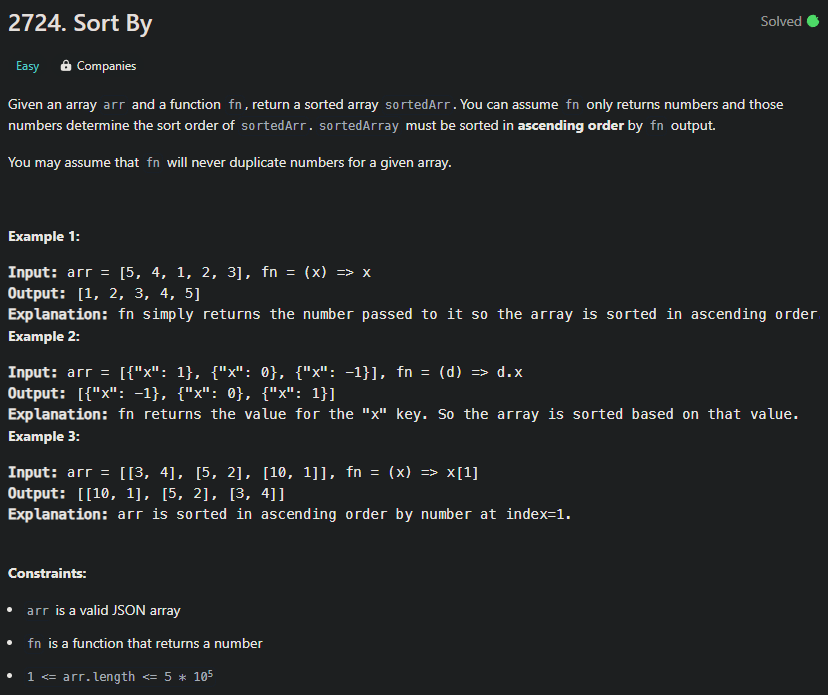 2724. Sort By
Solved
Easy
Companies
Given an array arr and a function fn, return a sorted array sortedArr. You can assume fn only returns numbers and those
numbers determine the sort order of sortedArr. sortedArray must be sorted in ascending order by fn output.
You may assume that fn will never duplicate numbers for a given array.
Example 1:
Input: arr = [5, 4, 1, 2, 3], fn = (x) => x
Output: [1, 2, 3, 4, 5]
Explanation: fn simply returns the number passed to it so the array is sorted in ascending order
Example 2:
Input: arr = [{"x": 1}, {"x": 0}, {"x": -1}], fn = (d) => d.x
Output: [{"x": -1}, {"x": 0}, {"x": 1}]
Explanation: fn returns the value for the "x" key. So the array is sorted based on that value.
Example 3:
Input: arr = [[3, 4], [5, 2], [10, 1]], fn = (x) => x[1]
Output: [[10, 1], [5, 2], [3, 4]]
Explanation: arr is sorted in ascending order by number at index=1.
Constraints:
• arr is a valid JSON array
• fn is a function that returns a number
• 1 <= arr.length <= 5 * 10⁵